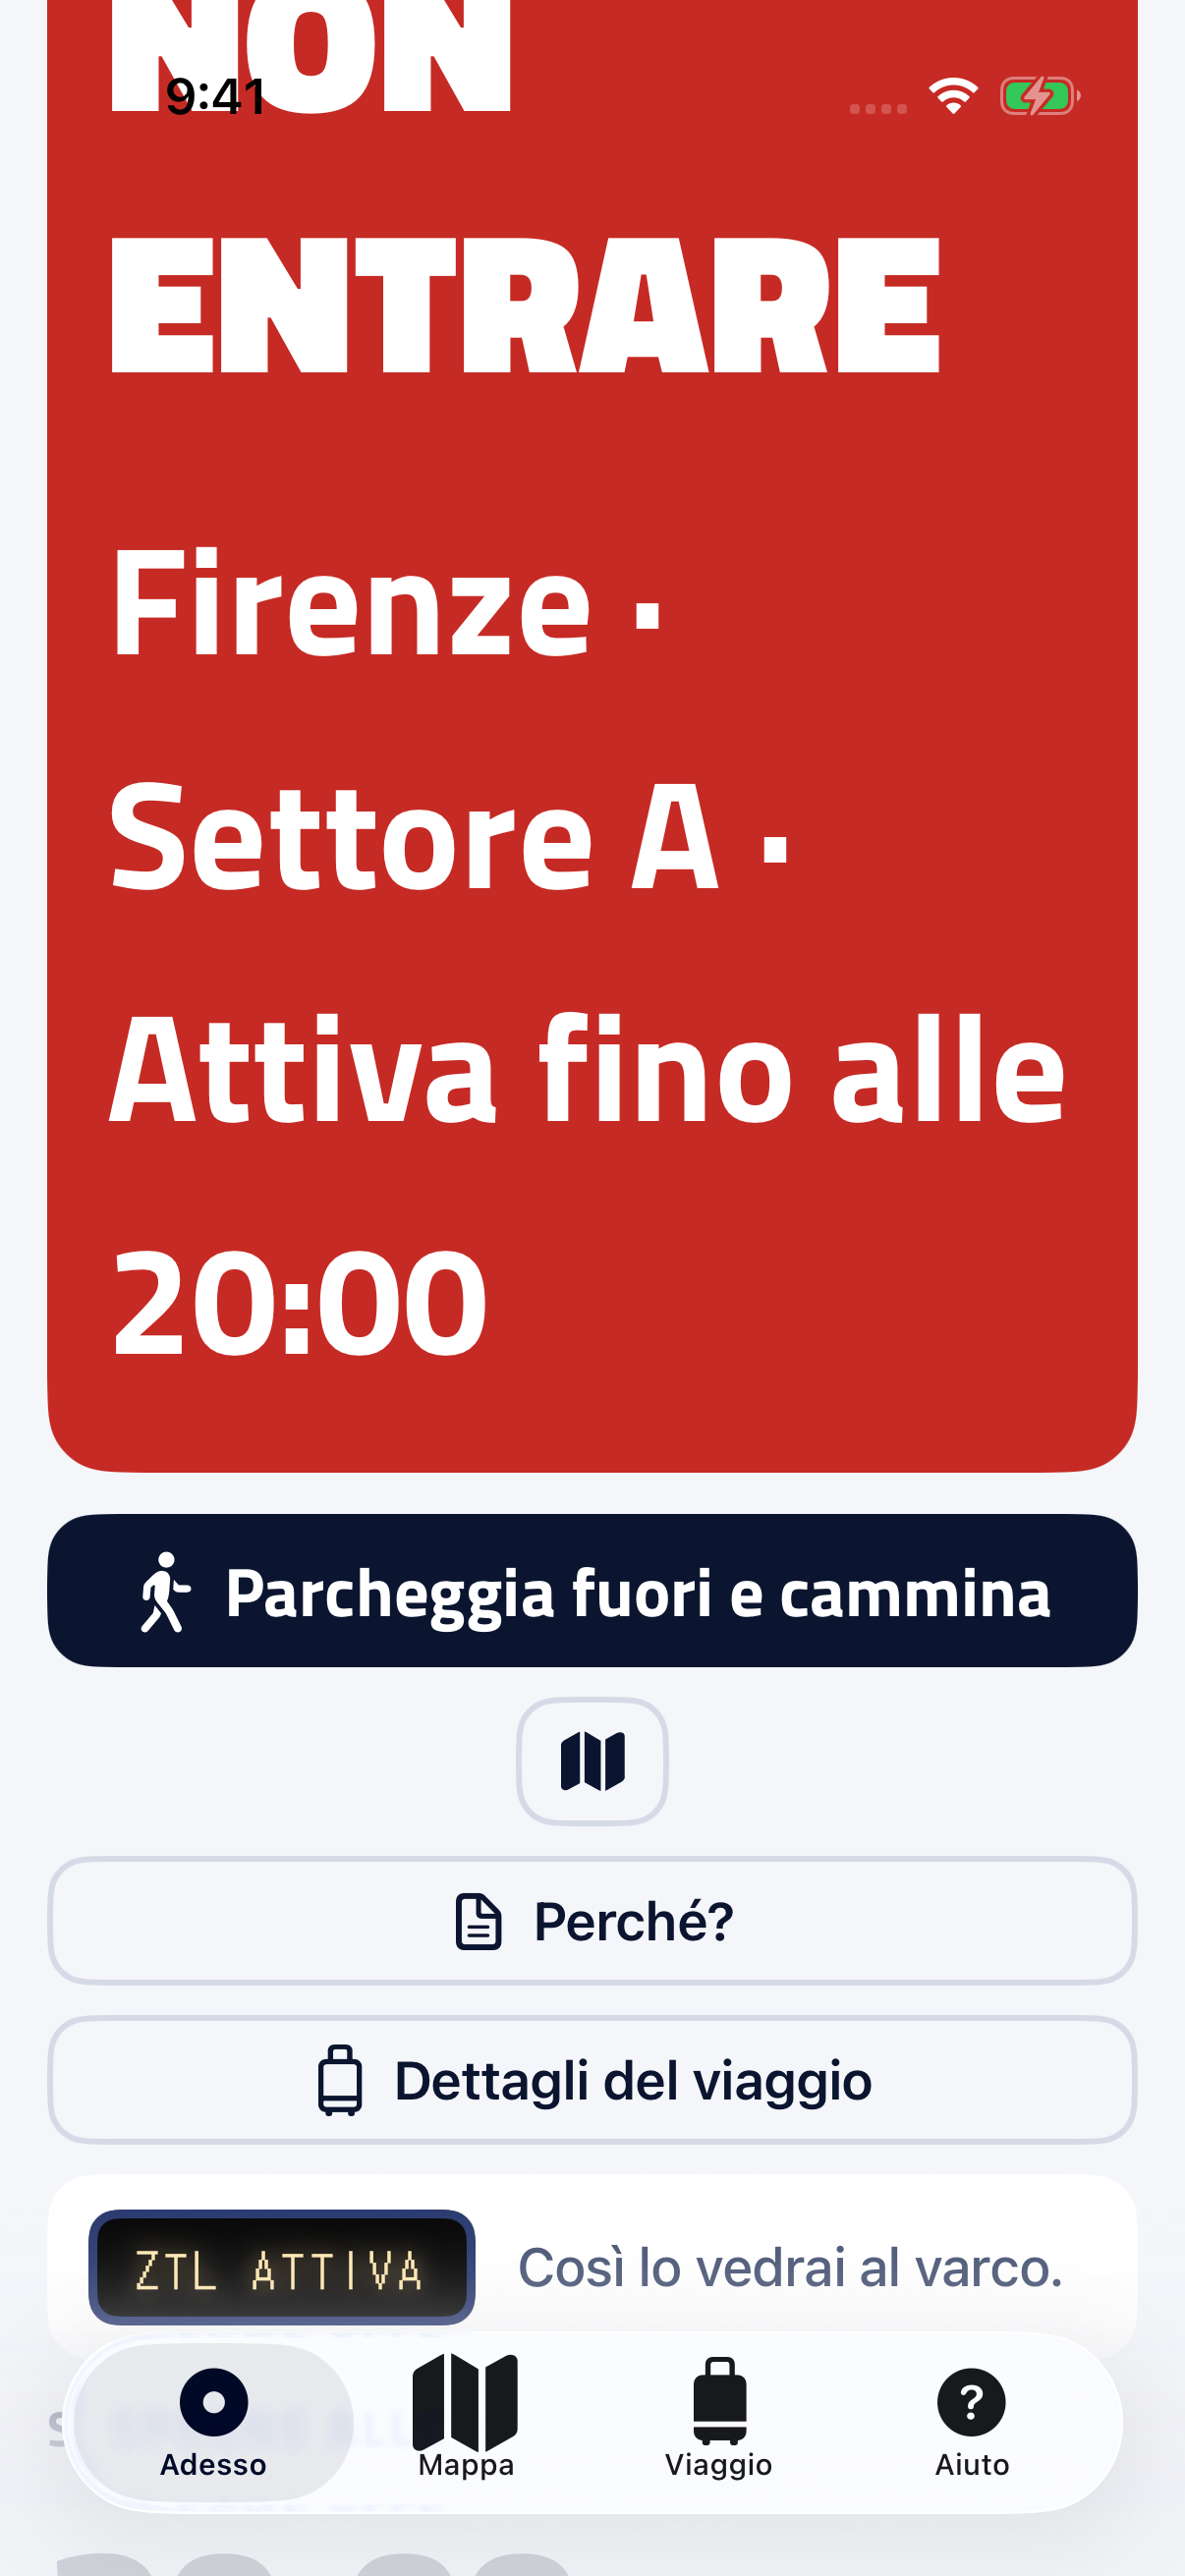 NON
9:41
ENTRARE
Firenze ·
Settore A ·
Attiva fino alle
20:00
Parcheggia fuori e cammina
Perché?
Dettagli del viaggio
ZTL ATTIVA
Così lo vedrai al varco.
Adesso
Mappa
Viaggio
Aiuto